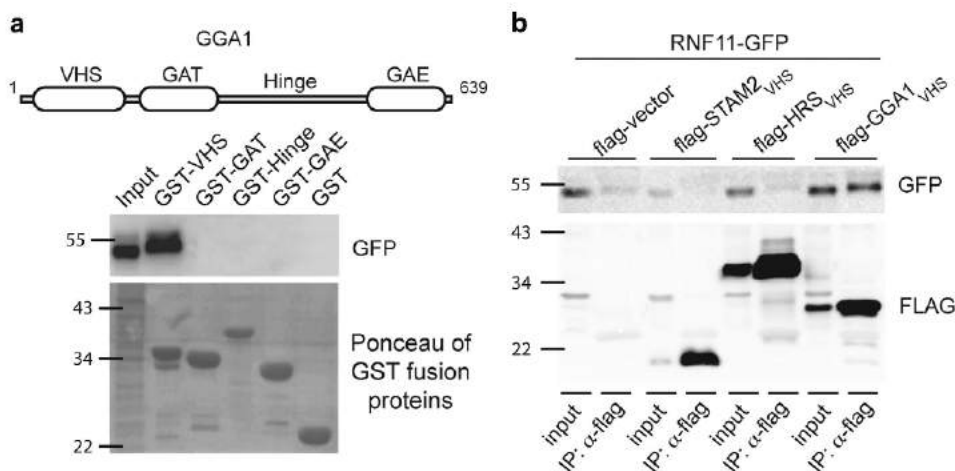 a
GGA1
1 VHS GAT Hinge GAE 639
Input GST-VHS GST-GAT GST-Hinge GST-GAE GST
55 GFP
43
34
22
Ponceau of
GST fusion
proteins
b
RNF11-GFP
flag-vector flag-STAM2VHS flag-HRSVHS flag-GGA1VHS
55 GFP
43
34
22
FLAG
input IP: α-flag input IP: α-flag input IP: α-flag input IP: α-flag